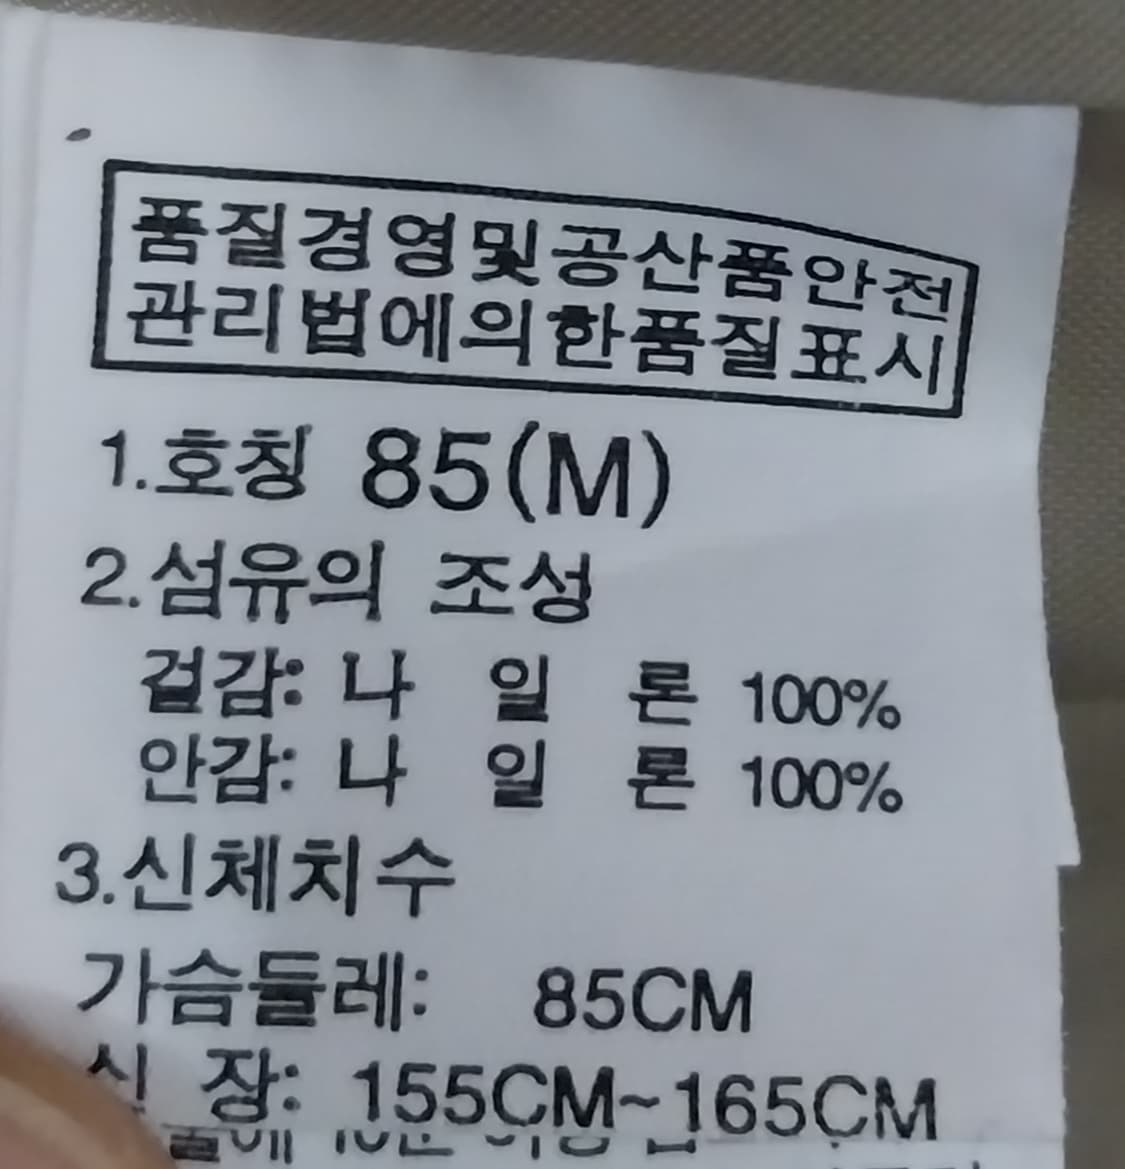 품질경영및공산품안전
관리법에의한품질표시
1.호칭 85(M)
2.섬유의 조성
겉감: 나 일 론 100%
안감: 나 일 론 100%
3.신체치수
가슴둘레: 85CM
신 장: 155CM~165CM